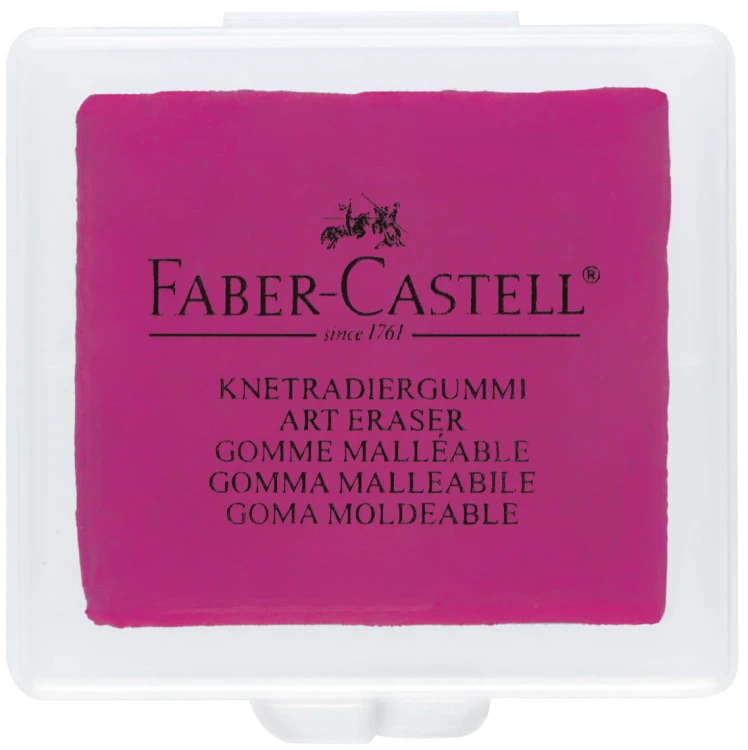 FABER-CASTELL®
since 1761
KNETRADIERGUMMI
ART ERASER
GOMME MALLÉABLE
GOMMA MALLEABILE
GOMA MOLDEABLE